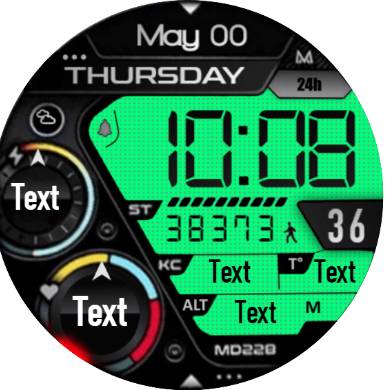 May 00
THURSDAY
M
24h
10:08
ST 38373 36
Text
KC Text T° Text
Text
ALT Text M
MD228